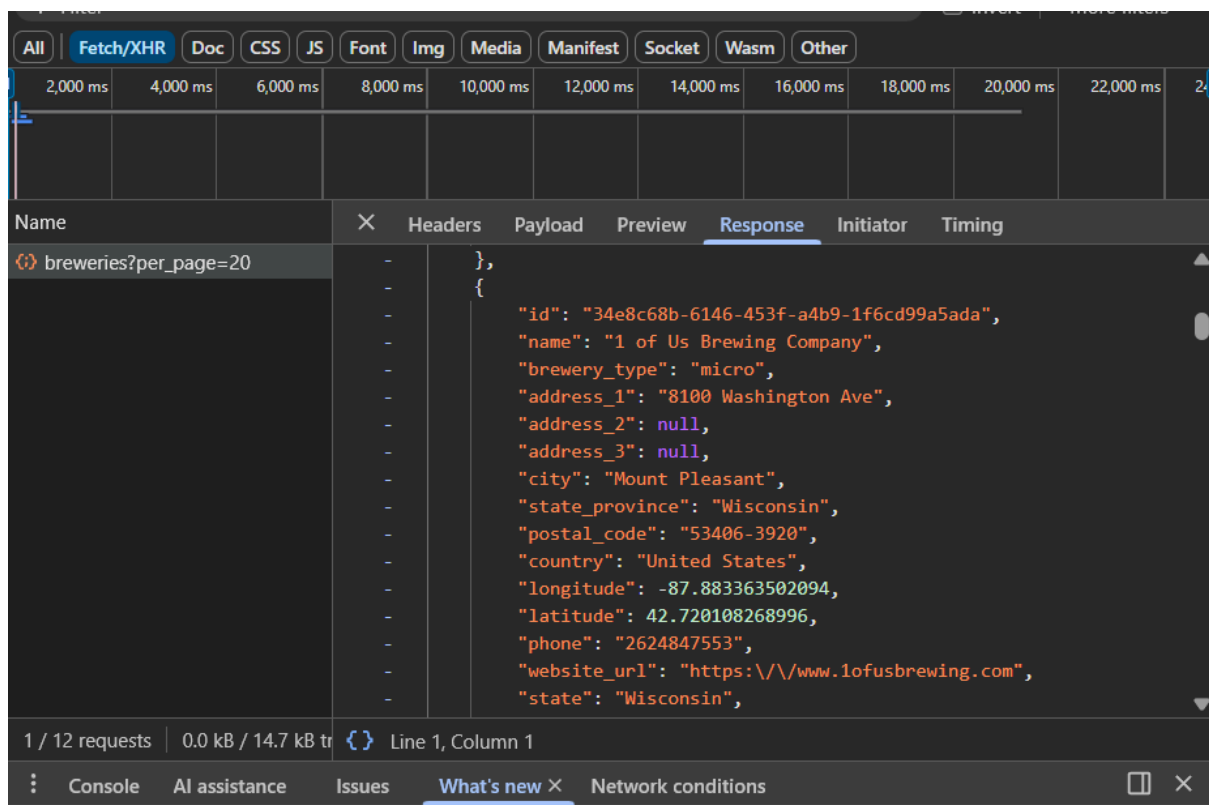 All Fetch/XHR Doc CSS JS Font Img Media Manifest Socket Wasm Other
2,000 ms 4,000 ms 6,000 ms 8,000 ms 10,000 ms 12,000 ms 14,000 ms 16,000 ms 18,000 ms 20,000 ms 22,000 ms
Name
Headers Payload Preview Response Initiator Timing
breweries?per_page=20
},
{
"id": "34e8c68b-6146-453f-a4b9-1f6cd99a5ada",
"name": "1 of Us Brewing Company",
"brewery_type": "micro",
"address_1": "8100 Washington Ave",
"address_2": null,
"address_3": null,
"city": "Mount Pleasant",
"state_province": "Wisconsin",
"postal_code": "53406-3920",
"country": "United States",
"longitude": -87.883363502094,
"latitude": 42.720108268996,
"phone": "2624847553",
"website_url": "https:\/\/www.1ofusbrewing.com",
"state": "Wisconsin",
1 / 12 requests 0.0 kB / 14.7 kB tr {} Line 1, Column 1
Console AI assistance Issues What's new Network conditions